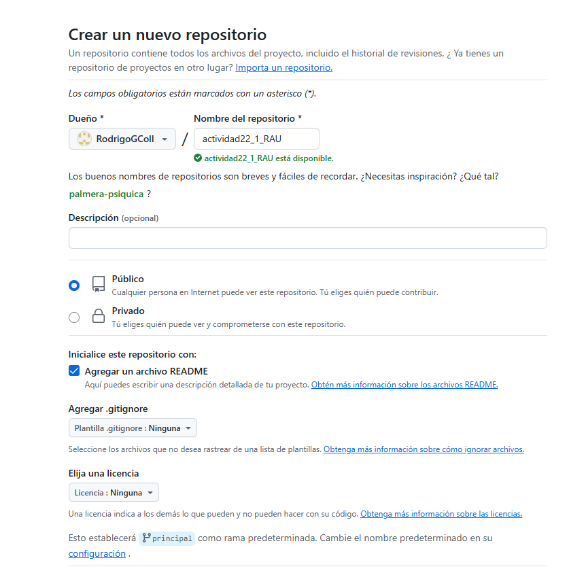 Crear un nuevo repositorio
Un repositorio contiene todos los archivos del proyecto, incluido el historial de revisiones. ¿ Ya tienes un
repositorio de proyectos en otro lugar? Importa un repositorio.
Los campos obligatorios están marcados con un asterisco (*).
Dueño *
Nombre del repositorio *
RodrigoGColl / actividad22_1_RAU
actividad22_1_RAU está disponible.
Los buenos nombres de repositorios son breves y fáciles de recordar. ¿Necesitas inspiración? ¿Qué tal?
palmera-psiquica ?
Descripción (opcional)
Público
Cualquier persona en Internet puede ver este repositorio. Tú eliges quién puede contribuir.
Privado
Tú eliges quién puede ver y comprometerse con este repositorio.
Inicialice este repositorio con:
Agregar un archivo README
Aquí puedes escribir una descripción detallada de tu proyecto. Obtén más información sobre los archivos README.
Agregar .gitignore
Plantilla .gitignore : Ninguna
Seleccione los archivos que no desea rastrear de una lista de plantillas. Obtenga más información sobre cómo ignorar archivos.
Elija una licencia
Licencia : Ninguna
Una licencia indica a los demás lo que pueden y no pueden hacer con su código. Obtenga más información sobre las licencias.
Esto establecerá principal como rama predeterminada. Cambie el nombre predeterminado en su
configuración .